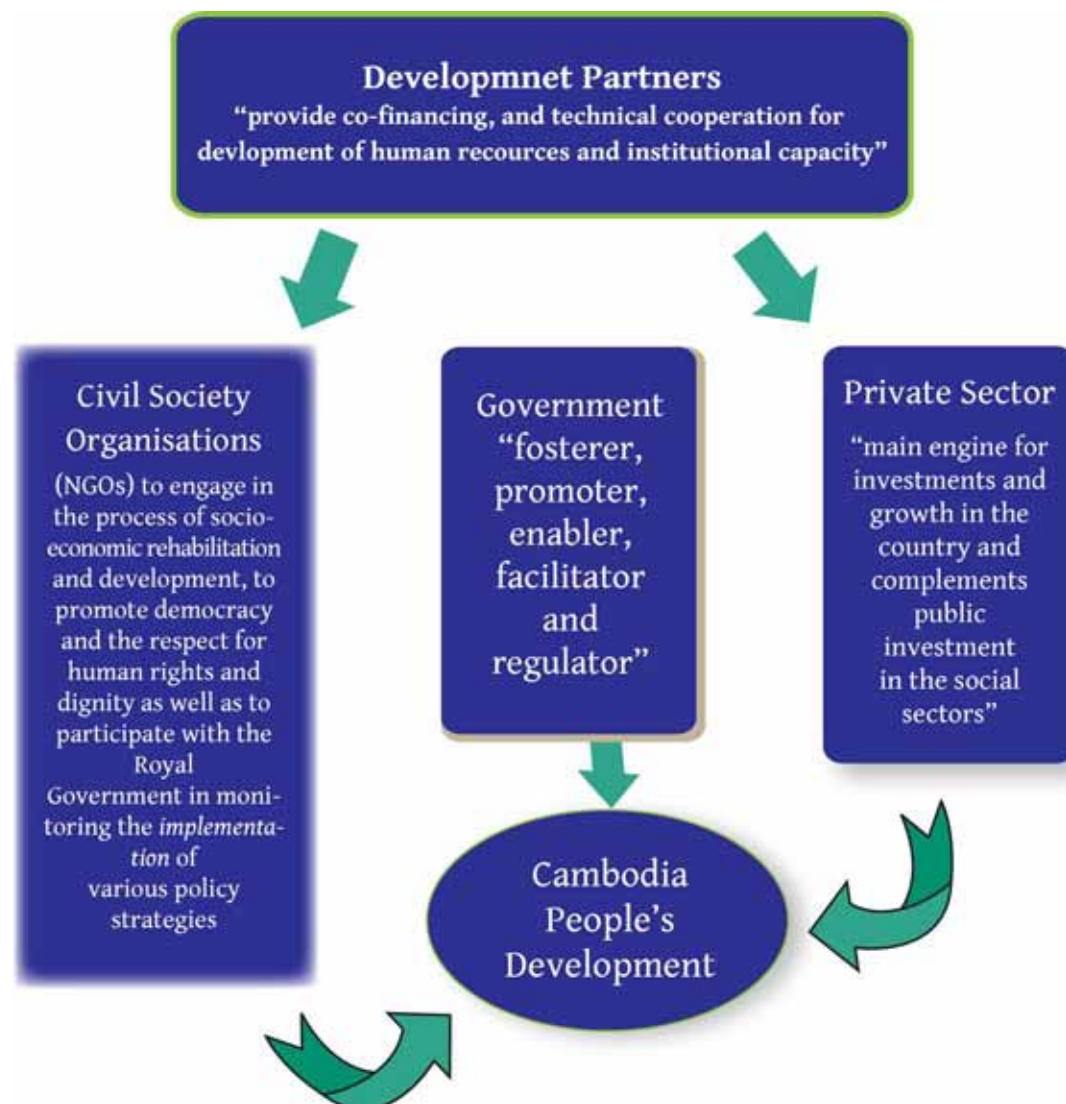 Developmnet Partners
“provide co-financing, and technical cooperation for
devlopment of human recources and institutional capacity”
Civil Society
Organisations
(NGOs) to engage in
the process of socio-
economic rehabilitation
and development, to
promote democracy
and the respect for
human rights and
dignity as well as to
participate with the
Royal
Government in moni-
toring the implementa-
tion of
various policy
strategies
Government
“fosterer,
promoter,
enabler,
facilitator
and
regulator”
Private Sector
“main engine for
investments and
growth in the
country and
complements
public
investment
in the social
sectors”
Cambodia
People’s
Development